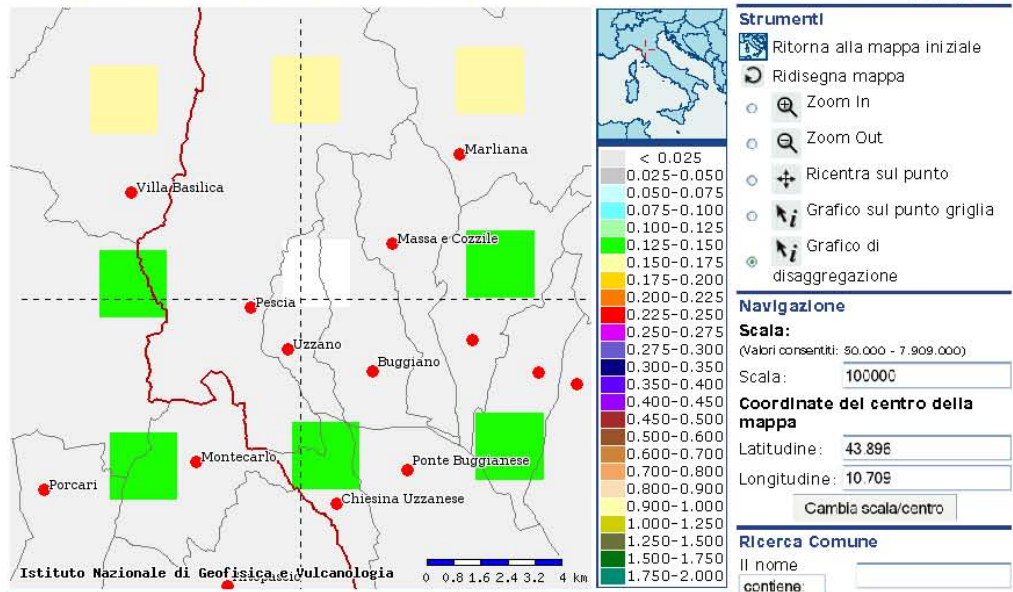 Marliana
Villa Basilica
Massa e Cozzile
Pescia
Uzzano
Buggiano
Montecarlo
Ponte Buggianese
Porcari
Chiesina Uzzanese
Istituto Nazionale di Geofisica e Vulcanologia
0 0.8 1.6 2.4 3.2 4 km
< 0.025
0.025-0.050
0.050-0.075
0.075-0.100
0.100-0.125
0.125-0.150
0.150-0.175
0.175-0.200
0.200-0.225
0.225-0.250
0.250-0.275
0.275-0.300
0.300-0.350
0.350-0.400
0.400-0.450
0.450-0.500
0.500-0.600
0.600-0.700
0.700-0.800
0.800-0.900
0.900-1.000
1.000-1.250
1.250-1.500
1.500-1.750
1.750-2.000
Strumenti
Ritorna alla mappa iniziale
Ridisegna mappa
Zoom In
Zoom Out
Ricentra sul punto
Grafico sul punto griglia
Grafico di
disaggregazione
Navigazione
Scala:
(Valori consentiti: 50.000 - 7.909.000)
Scala: 100000
Coordinate del centro della
mappa
Latitudine: 43.896
Longitudine: 10.709
Cambia scala/centro
Ricerca Comune
Il nome
contiene: